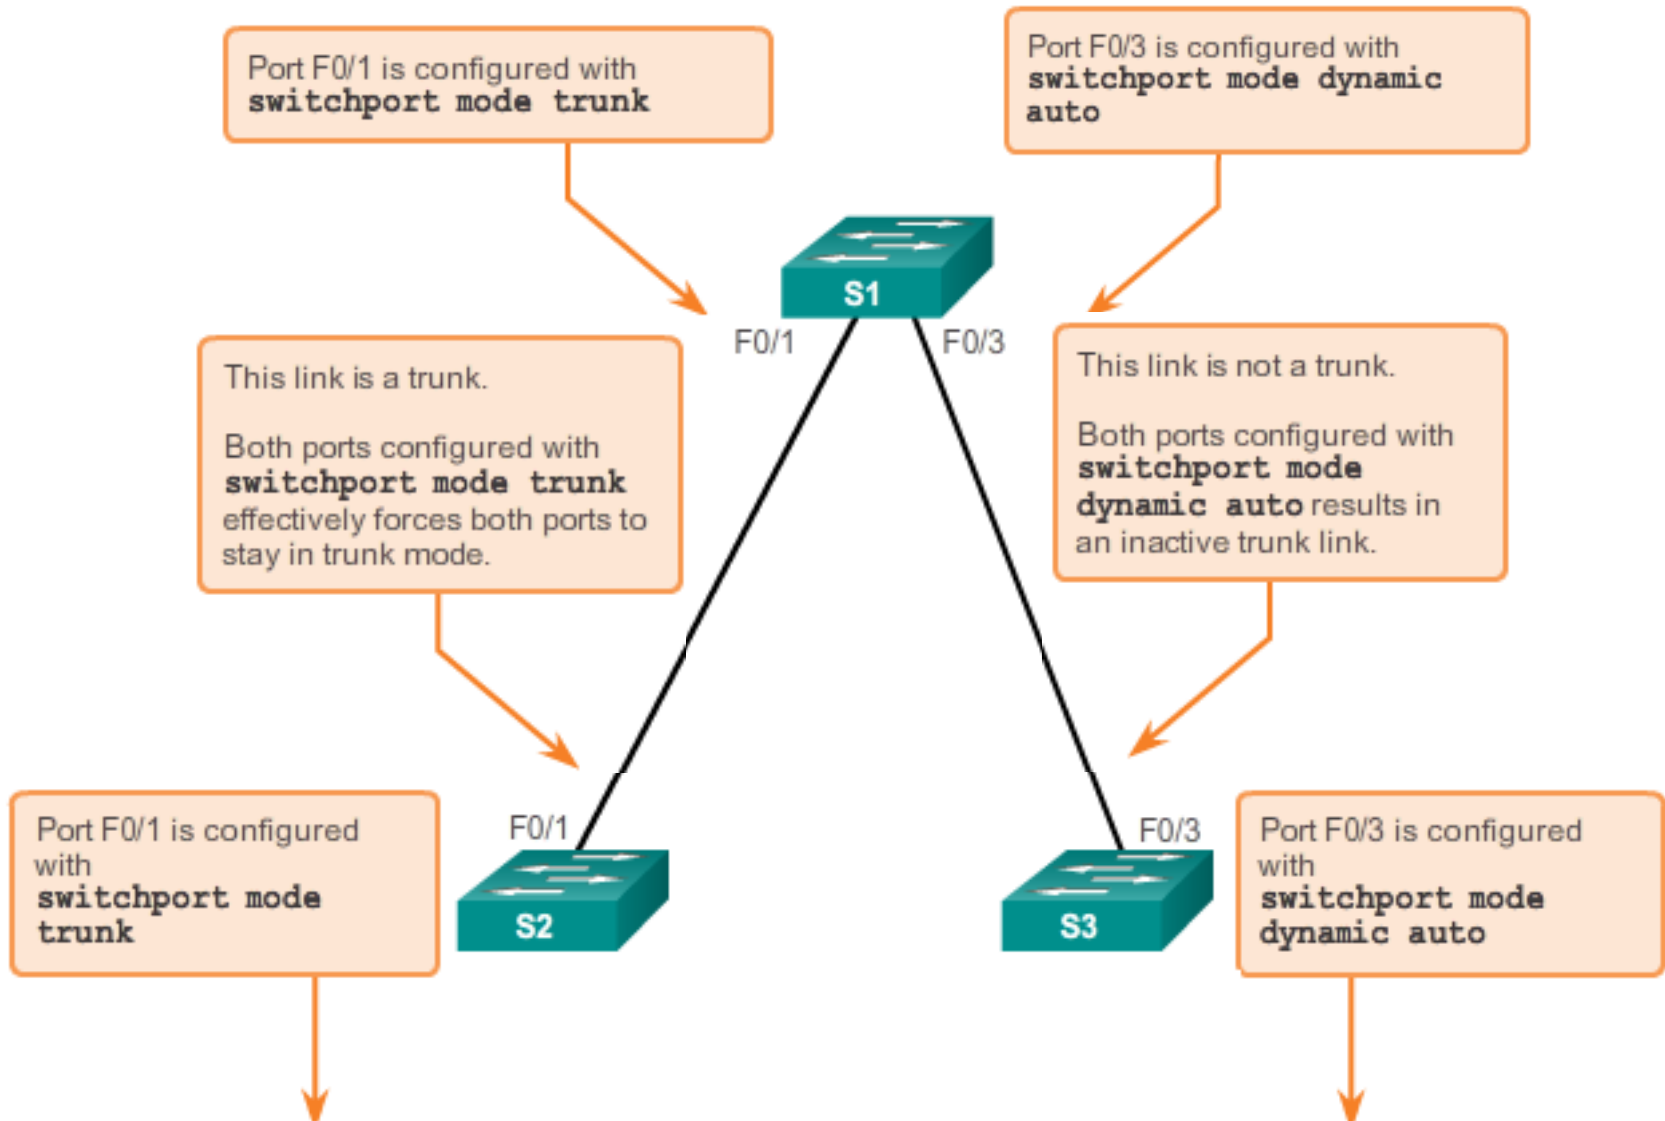 Port F0/1 is configured with
switchport mode trunk
Port F0/3 is configured with
switchport mode dynamic
auto
S1
F0/1
F0/3
This link is a trunk.
Both ports configured with
switchport mode trunk
effectively forces both ports to
stay in trunk mode.
This link is not a trunk.
Both ports configured with
switchport mode
dynamic auto results in
an inactive trunk link.
Port F0/1 is configured
with
switchport mode
trunk
F0/1
S2
F0/3
S3
Port F0/3 is configured
with
switchport mode
dynamic auto